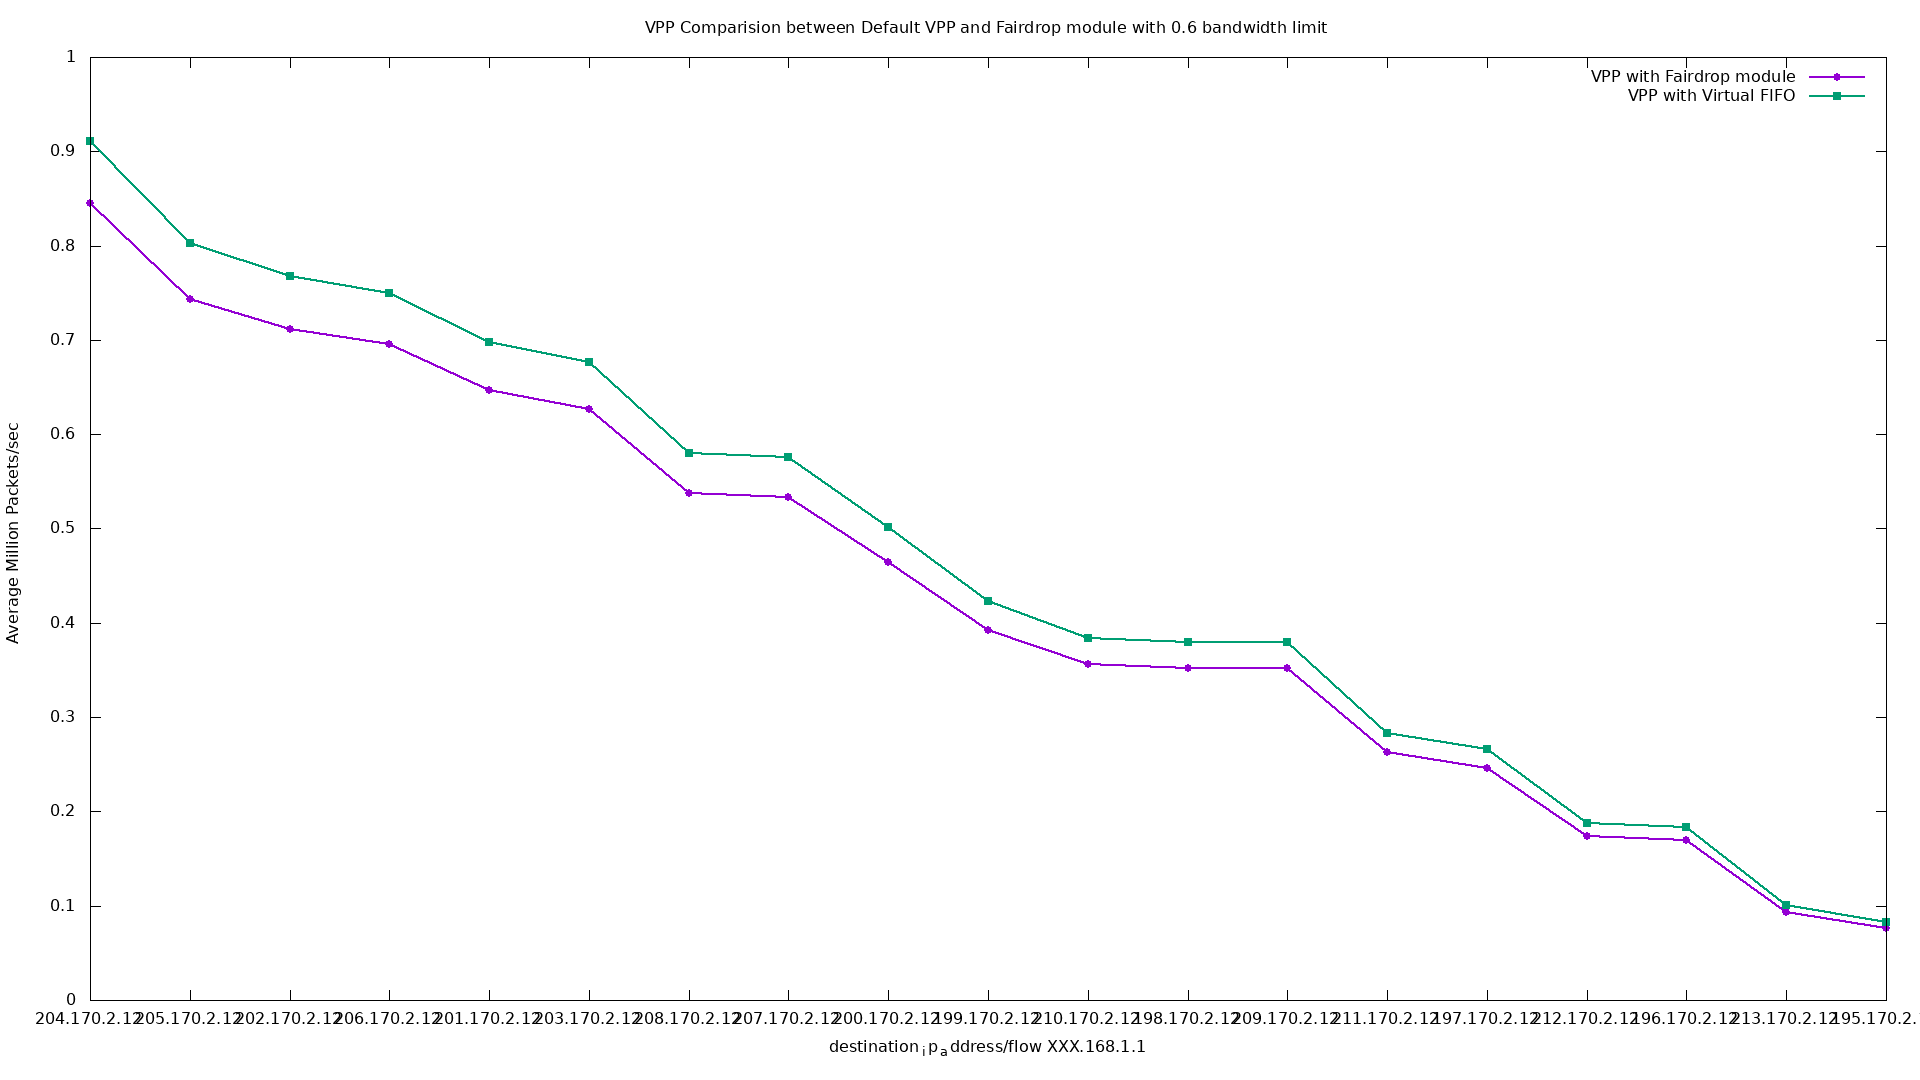 VPP Comparision between Default VPP and Fairdrop module with 0.6 bandwidth limit
VPP with Fairdrop module
VPP with Virtual FIFO
1
0.9
0.8
0.7
0.6
0.5
0.4
0.3
0.2
0.1
0
Average Million Packets/sec
204.170.2.12 205.170.2.12 202.170.2.12 206.170.2.12 201.170.2.12 203.170.2.12 208.170.2.12 207.170.2.12 200.170.2.12 199.170.2.12 210.170.2.12 198.170.2.12 209.170.2.12 211.170.2.12 197.170.2.12 212.170.2.12 196.170.2.12 213.170.2.12 195.170.2.
destinationipaddress/flow XXX.168.1.1